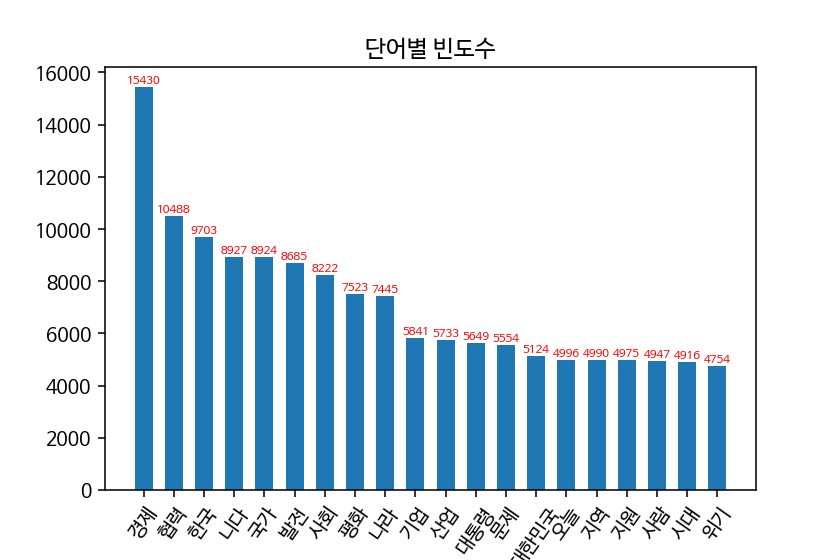 단어별 빈도수
16000
14000
12000
10000
8000
6000
4000
2000
0
15430
10488
9703
8927
8924
8685
8222
7523
7445
5841
5733
5649
5554
5124
4996
4990
4975
4947
4916
4754
경제
협력
한국
니다
국가
발전
사회
평화
나라
기업
산업
대통령
문제
대한민국
오늘
지역
지원
사람
시대
위기